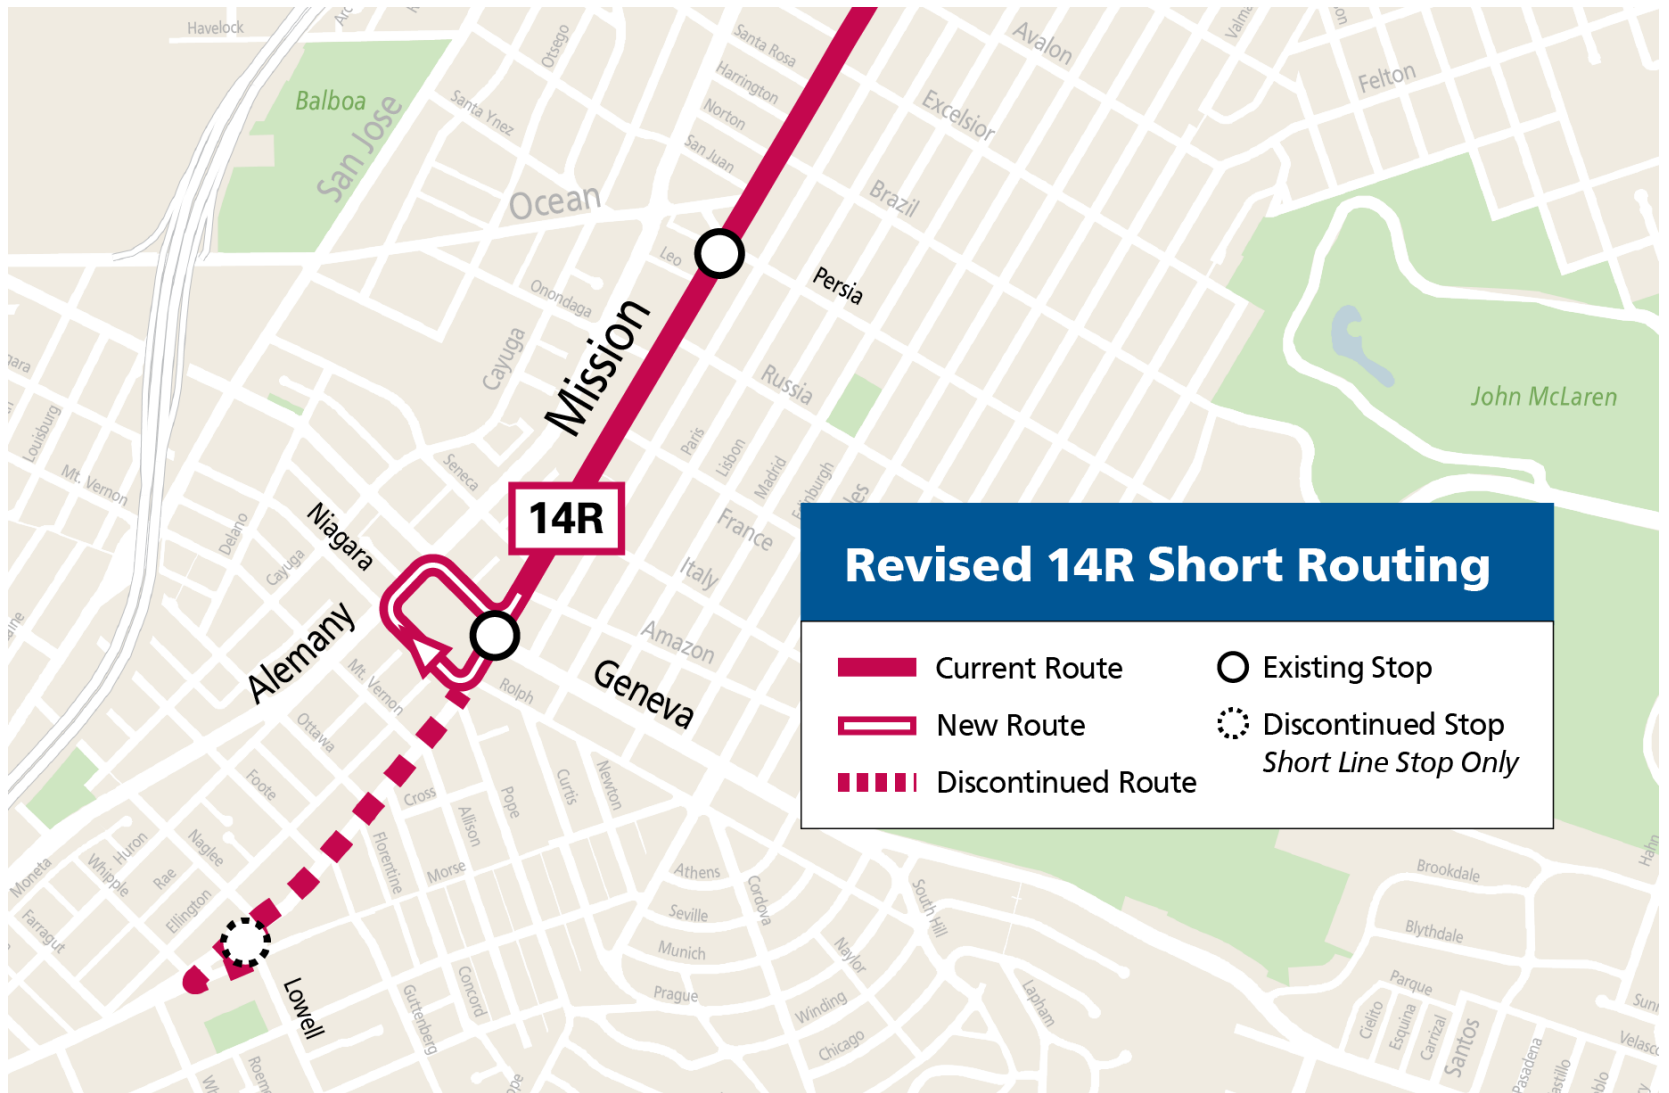 Havelock
Otsego
Santa Rosa
Avalon
Felton
Balboa
San Jose
Harrington
Santa Ynez
Norton
Excelsior
San Juan
Ocean
Brazil
Leo
Persia
Onondaga
Mission
Cayuga
Russia
John McLaren
Louisburg
Mt. Vernon
Seneca
Paris
Lisbon
Madrid
Niagara
Delano
Cayuga
14R
France
Italy
Amazon
Alemany
Mt. Vernon
Rolph
Geneva
Ottawa
Revised 14R Short Routing
Current Route
Existing Stop
New Route
Discontinued Stop
Short Line Stop Only
Discontinued Route
Foote
Cross
Allison
Pope
Curtis
Newton
Moneta
Whipple
Huron
Rae
Naglee
Ellington
Farragut
Florentine
Morse
Athens
Seville
Munich
Cordova
South Hill
Naylor
Brookdale
Blythdale
Lowell
Guttenberg
Concord
Prague
Winding
Chicago
Lapham
Parque
Cielito
Esquina
Carrizal
Santos
Pasadena